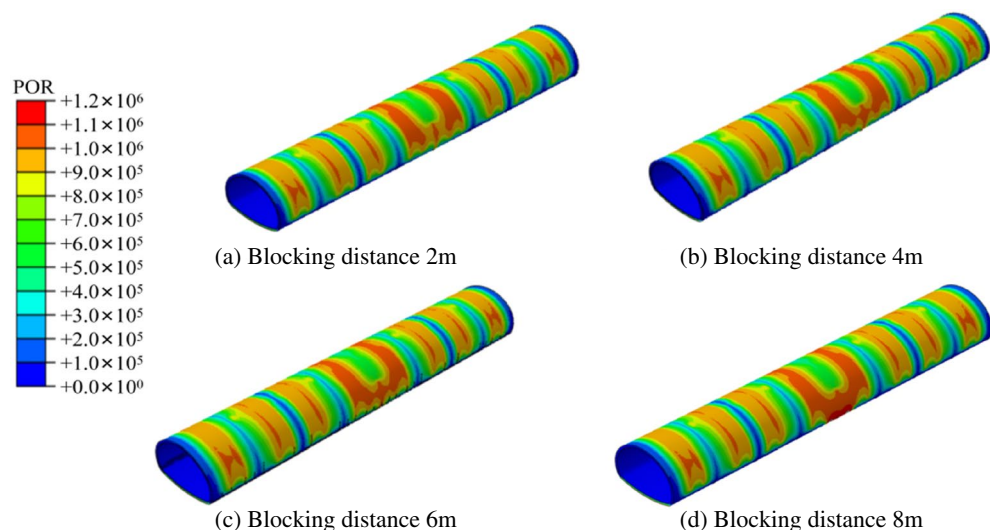 POR
+1.2×10⁶
+1.1×10⁶
+1.0×10⁶
+9.0×10⁵
+8.0×10⁵
+7.0×10⁵
+6.0×10⁵
+5.0×10⁵
+4.0×10⁵
+3.0×10⁵
+2.0×10⁵
+1.0×10⁵
+0.0×10⁰
(a) Blocking distance 2m
(b) Blocking distance 4m
(c) Blocking distance 6m
(d) Blocking distance 8m